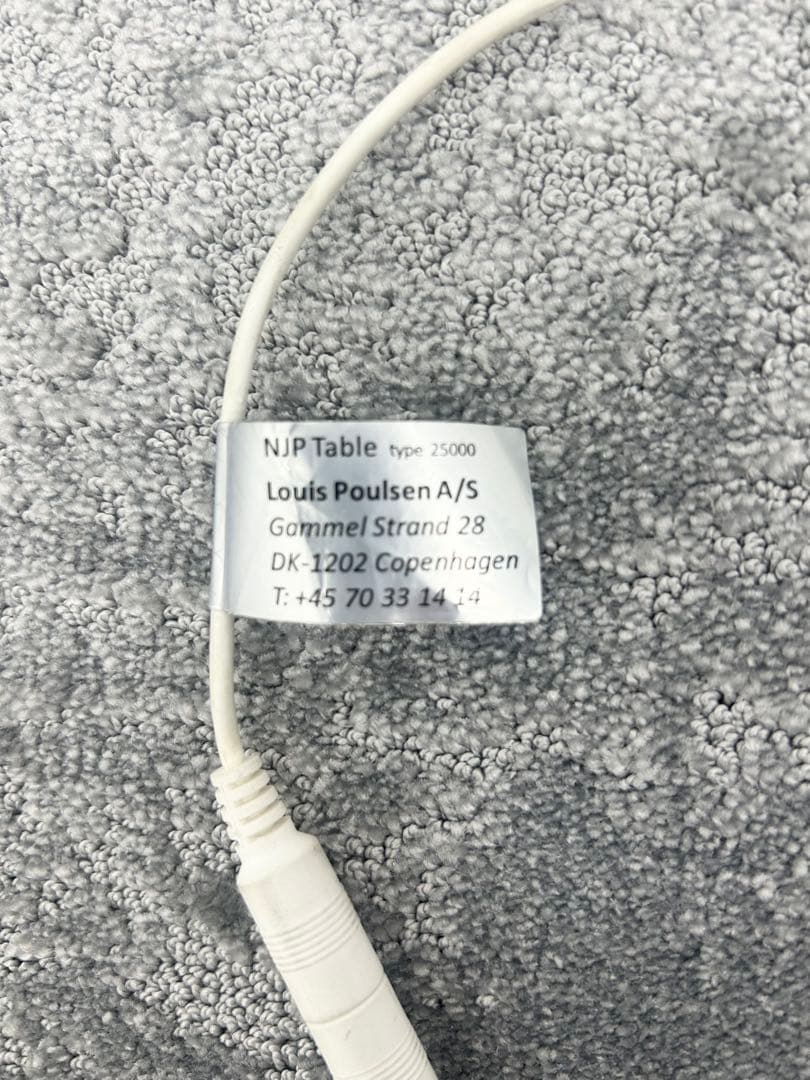 NJP Table type 25000
Louis Poulsen A/S
Gammel Strand 28
DK-1202 Copenhagen
T: +45 70 33 14 14